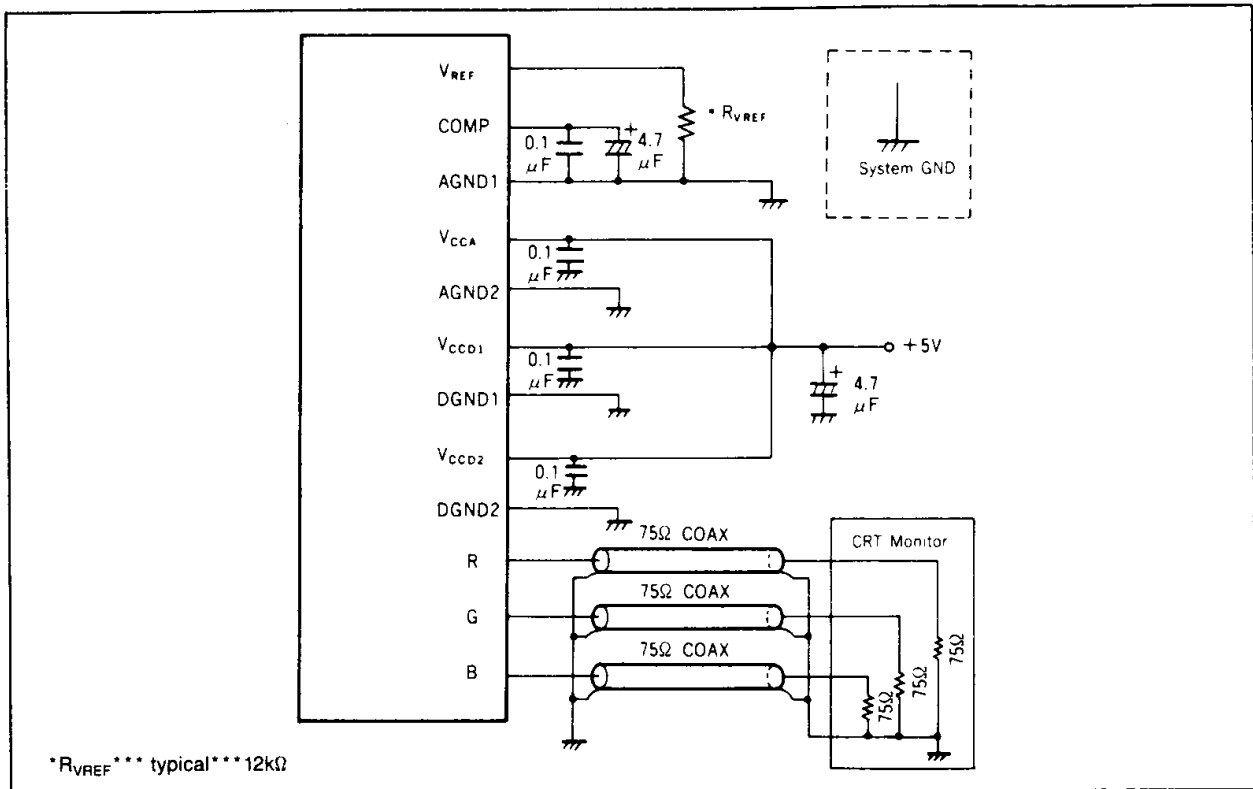 VREF
* RVREF
COMP
0.1
μF
+
4.7
μF
AGND1
System GND
VCCA
0.1
μF
AGND2
VCCD1
0.1
μF
+5V
+
4.7
μF
DGND1
VCCD2
0.1
μF
DGND2
75Ω COAX
CRT Monitor
R
75Ω COAX
G
75Ω COAX
B
75Ω
75Ω
75Ω
*RVREF*** typical***12kΩ